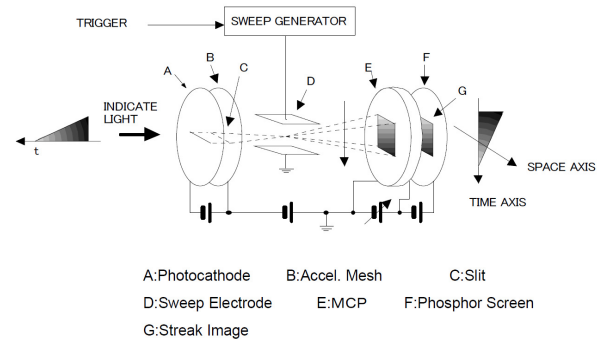 TRIGGER
SWEEP GENERATOR
A
B
C
D
E
F
G
INDICATE
LIGHT
t
SPACE AXIS
TIME AXIS
A:Photocathode B:Accel. Mesh C:Slit
D:Sweep Electrode E:MCP F:Phosphor Screen
G:Streak Image